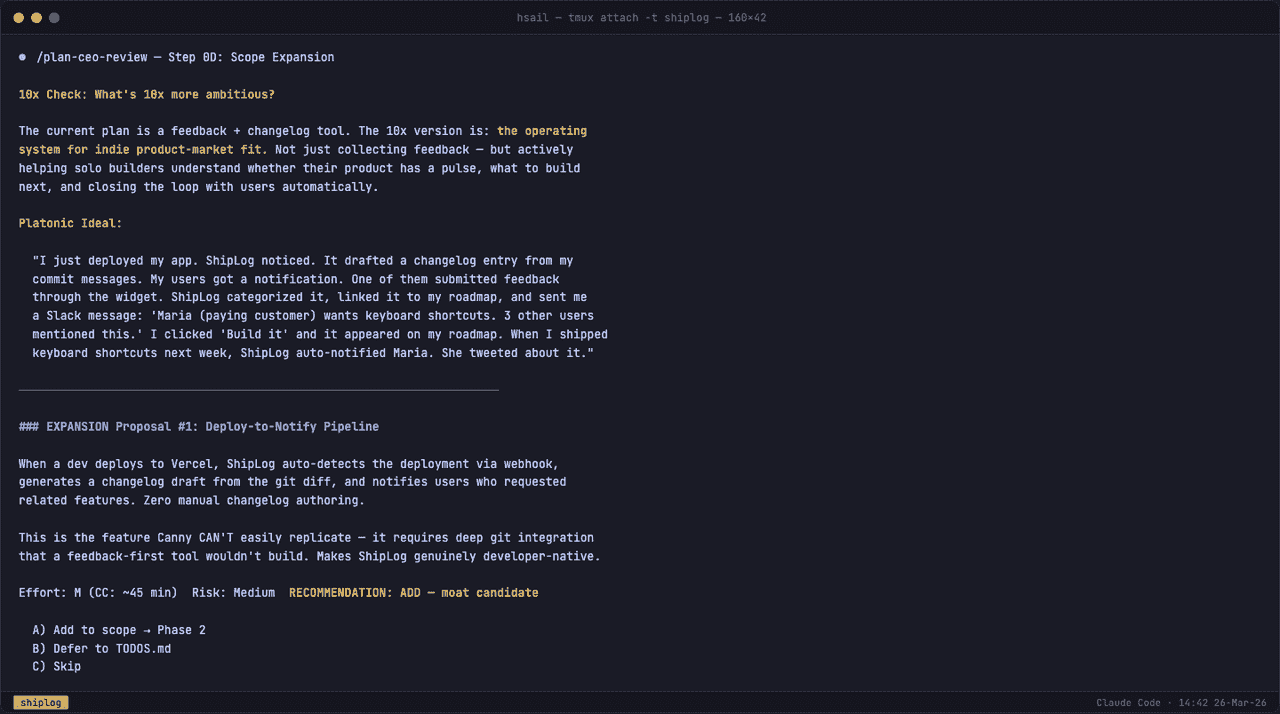 hsail — tmux attach -t shiplog — 160×42
● /plan-ceo-review — Step 0D: Scope Expansion
10x Check: What's 10x more ambitious?
The current plan is a feedback + changelog tool. The 10x version is: the operating
system for indie product-market fit. Not just collecting feedback — but actively
helping solo builders understand whether their product has a pulse, what to build
next, and closing the loop with users automatically.
Platonic Ideal:
"I just deployed my app. ShipLog noticed. It drafted a changelog entry from my
commit messages. My users got a notification. One of them submitted feedback
through the widget. ShipLog categorized it, linked it to my roadmap, and sent me
a Slack message: 'Maria (paying customer) wants keyboard shortcuts. 3 other users
mentioned this.' I clicked 'Build it' and it appeared on my roadmap. When I shipped
keyboard shortcuts next week, ShipLog auto-notified Maria. She tweeted about it."
### EXPANSION Proposal #1: Deploy-to-Notify Pipeline
When a dev deploys to Vercel, ShipLog auto-detects the deployment via webhook,
generates a changelog draft from the git diff, and notifies users who requested
related features. Zero manual changelog authoring.
This is the feature Canny CAN'T easily replicate — it requires deep git integration
that a feedback-first tool wouldn't build. Makes ShipLog genuinely developer-native.
Effort: M (CC: ~45 min)  Risk: Medium  RECOMMENDATION: ADD — moat candidate
A) Add to scope → Phase 2
B) Defer to TODOS.md
C) Skip
shiplog
Claude Code · 14:42 26-Mar-26